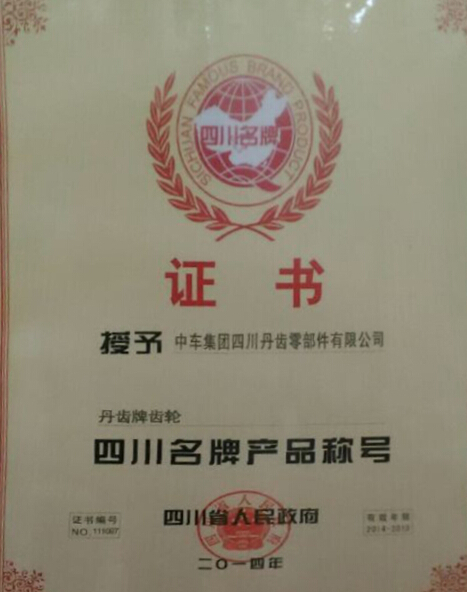 SICHUAN FAMOUS BRAND PRODUCT
四川名牌
证 书
授予 中车集团四川丹齿零部件有限公司
丹齿牌齿轮
四川名牌产品称号
证书编号
NO. 111007
四川省人民政府
有效年限
二〇一四年